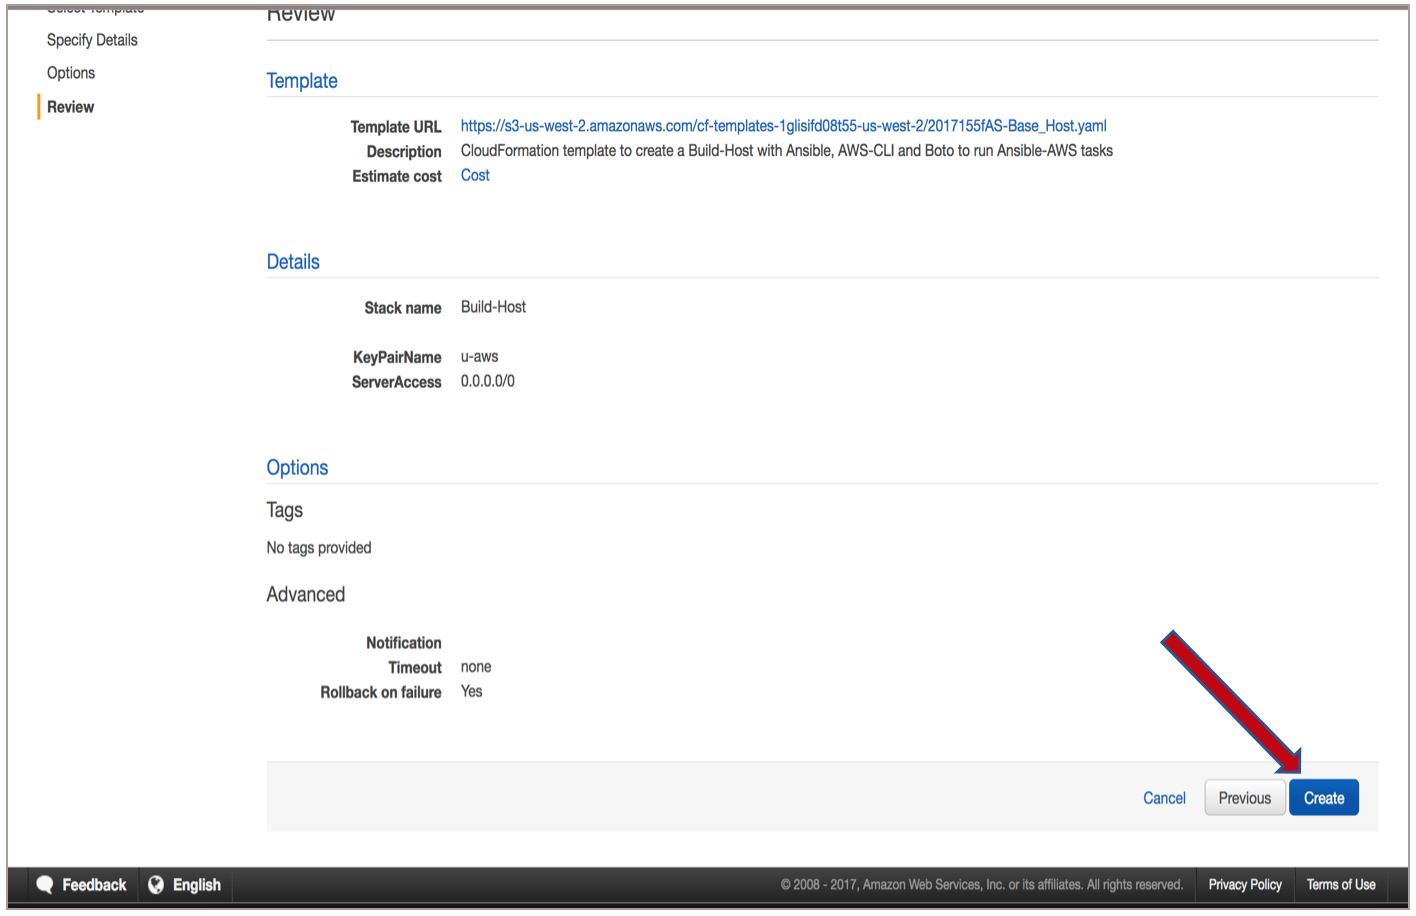 Select Template
Specify Details
Options
Review
Review
Template
Template URL https://s3-us-west-2.amazonaws.com/cf-templates-1glisifd08t55-us-west-2/2017155fAS-Base_Host.yaml
Description CloudFormation template to create a Build-Host with Ansible, AWS-CLI and Boto to run Ansible-AWS tasks
Estimate cost Cost
Details
Stack name Build-Host
KeyPairName u-aws
ServerAccess 0.0.0.0/0
Options
Tags
No tags provided
Advanced
Notification
Timeout none
Rollback on failure Yes
Cancel Previous Create
Feedback English © 2008 - 2017, Amazon Web Services, Inc. or its affiliates. All rights reserved. Privacy Policy Terms of Use